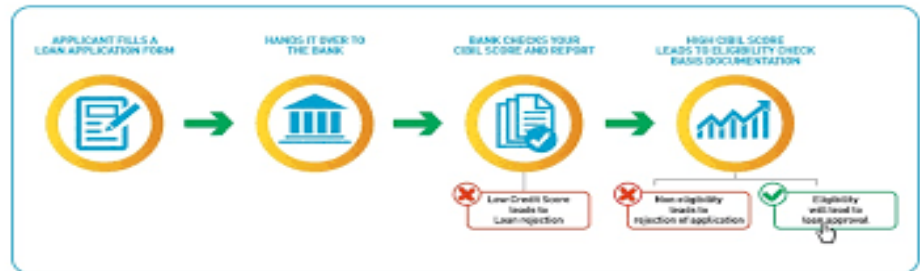 APPLICANT FILLS A
LOAN APPLICATION FORM
HANDS IT OVER TO
THE BANK
BANK CHECKS YOUR
CIBIL SCORE AND REPORT
HIGH CIBIL SCORE
LEADS TO ELIGIBILITY CHECK
BASIS DOCUMENTATION
Low Credit Score
leads to
Loan rejection
Non eligibility
leads to
rejection of application
Eligibility
will lead to
loan approval